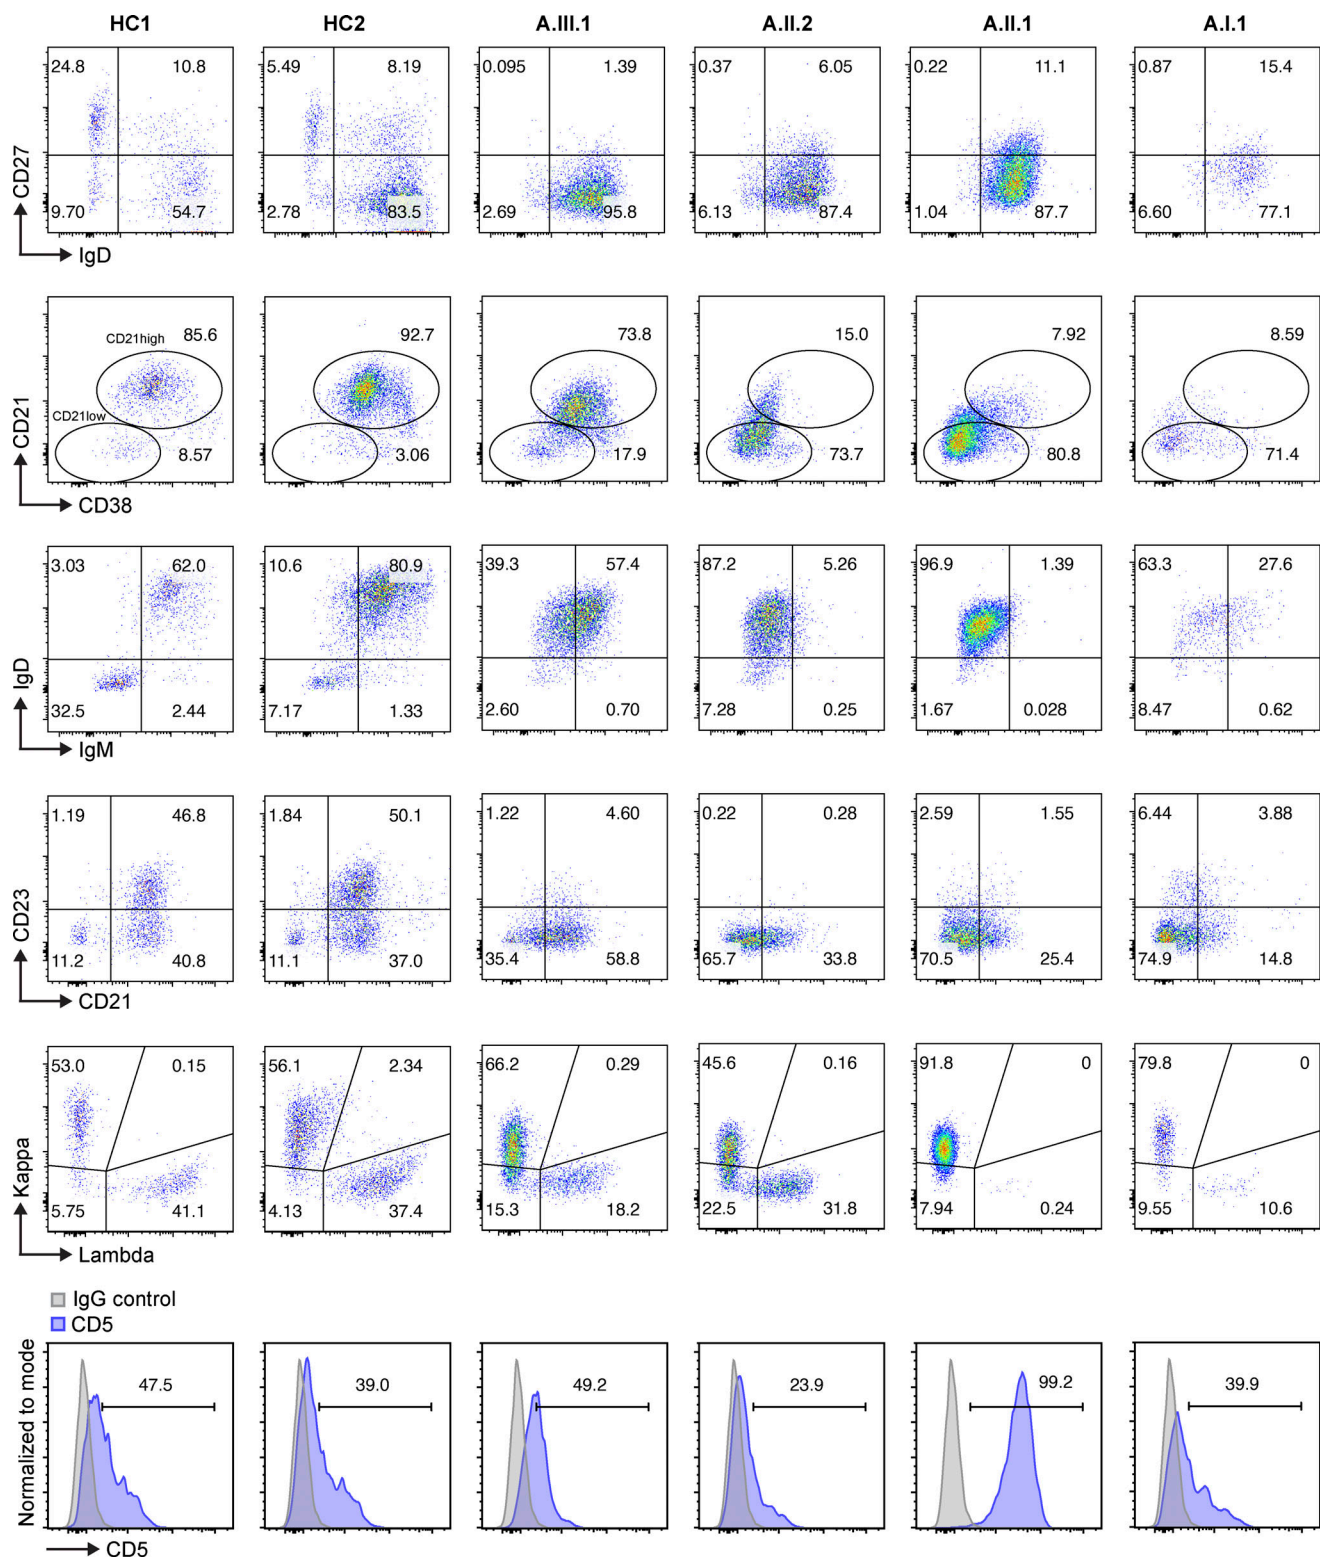 HC1 HC2 A.III.1 A.II.2 A.II.1 A.I.1
24.8 10.8 5.49 8.19 0.095 1.39 0.37 6.05 0.22 11.1 0.87 15.4
CD27
9.70 54.7 2.78 83.5 2.69 95.8 6.13 87.4 1.04 87.7 6.60 77.1
IgD
CD21high 85.6 92.7 73.8 15.0 7.92 8.59
CD21
CD21low 8.57 3.06 17.9 73.7 80.8 71.4
CD38
3.03 62.0 10.6 80.9 39.3 57.4 87.2 5.26 96.9 1.39 63.3 27.6
IgD
32.5 2.44 7.17 1.33 2.60 0.70 7.28 0.25 1.67 0.028 8.47 0.62
IgM
1.19 46.8 1.84 50.1 1.22 4.60 0.22 0.28 2.59 1.55 6.44 3.88
CD23
11.2 40.8 11.1 37.0 35.4 58.8 65.7 33.8 70.5 25.4 74.9 14.8
CD21
53.0 0.15 56.1 2.34 66.2 0.29 45.6 0.16 91.8 0 79.8 0
Kappa
5.75 41.1 4.13 37.4 15.3 18.2 22.5 31.8 7.94 0.24 9.55 10.6
Lambda
IgG control
CD5
Normalized to mode
47.5 39.0 49.2 23.9 99.2 39.9
CD5